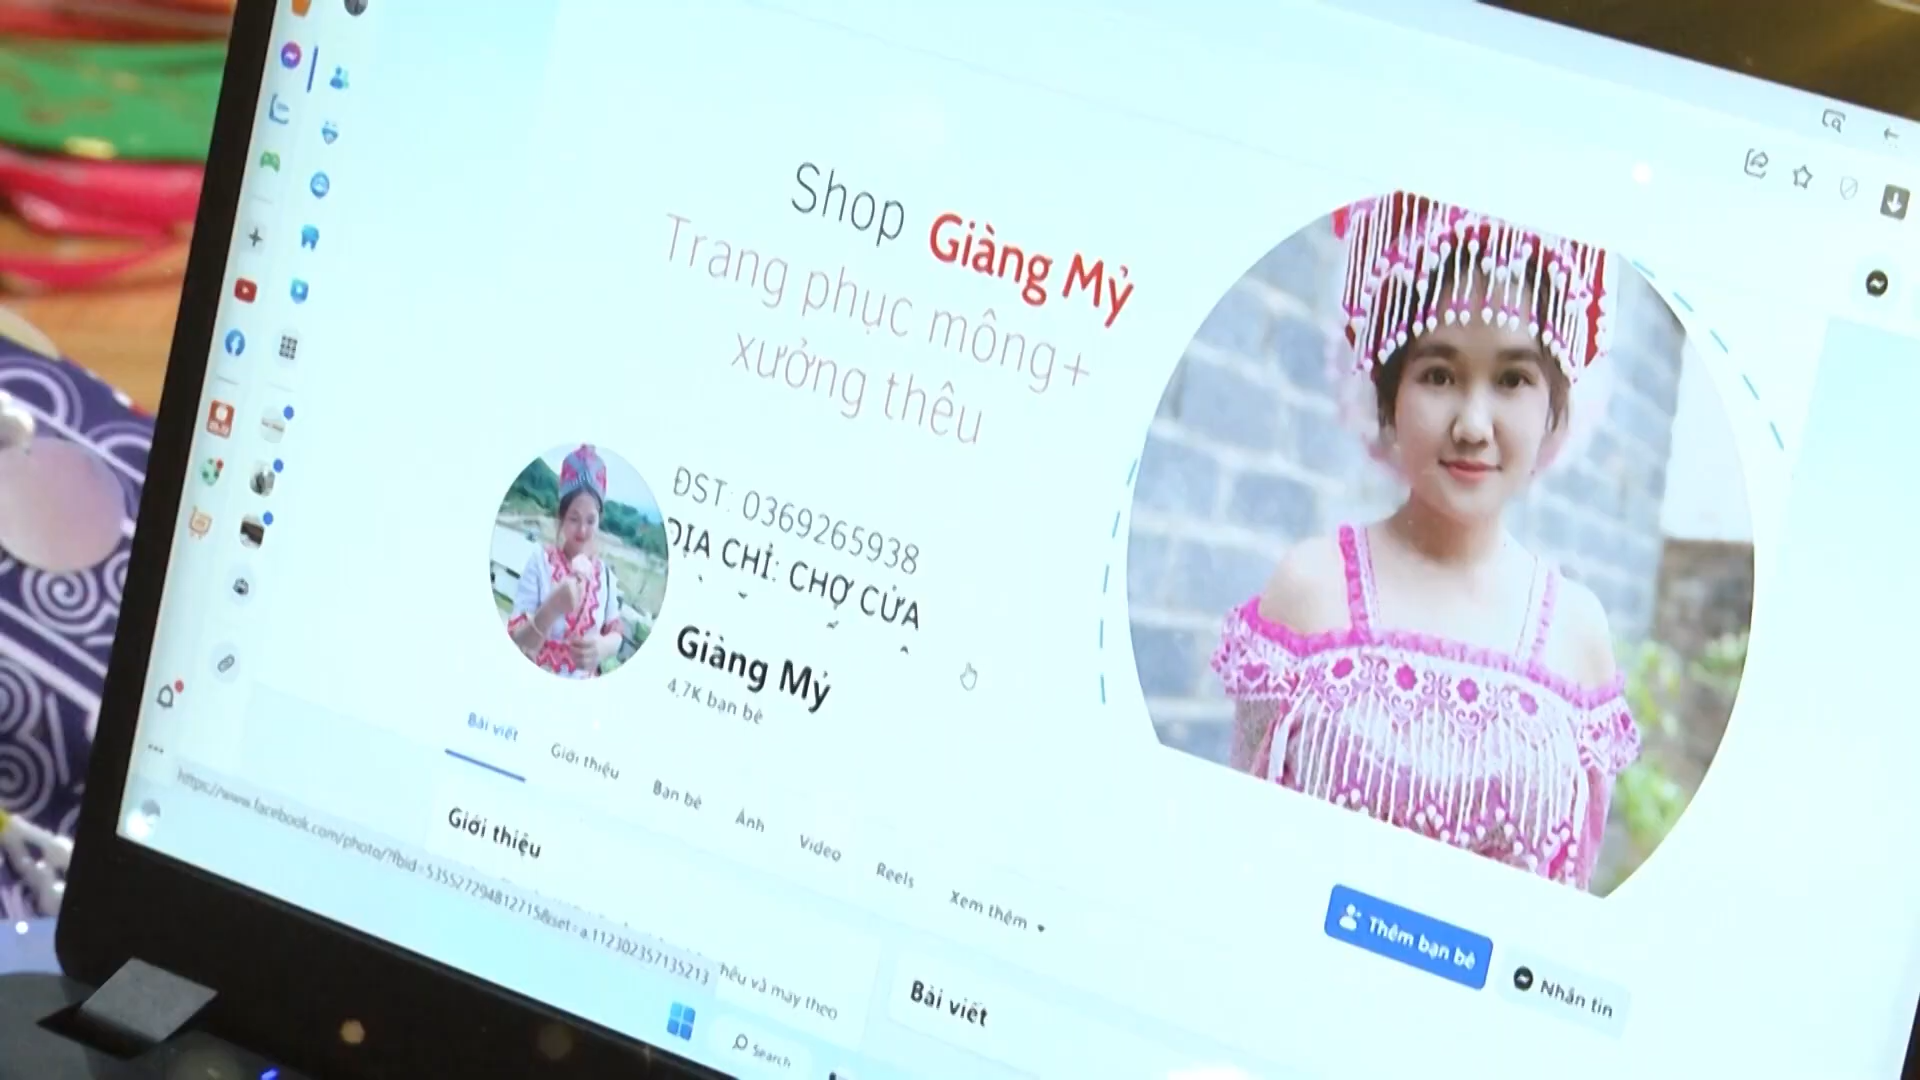 Shop Giàng Mỷ
Trang phục mông+
xưởng thêu
ĐST: 0369265938
ĐỊA CHỈ: CHỢ CỬA
Giàng Mỷ
4,7K bạn bè
Bài viết
Giới thiệu
Bạn bè
Ảnh
Video
Reels
Xem thêm
Thêm bạn bè
Nhắn tin
Giới thiệu
thêu và may theo
Bài viết
https://www.facebook.com/photo/?fbid=535527294812715&set=a.112302357135213
Search